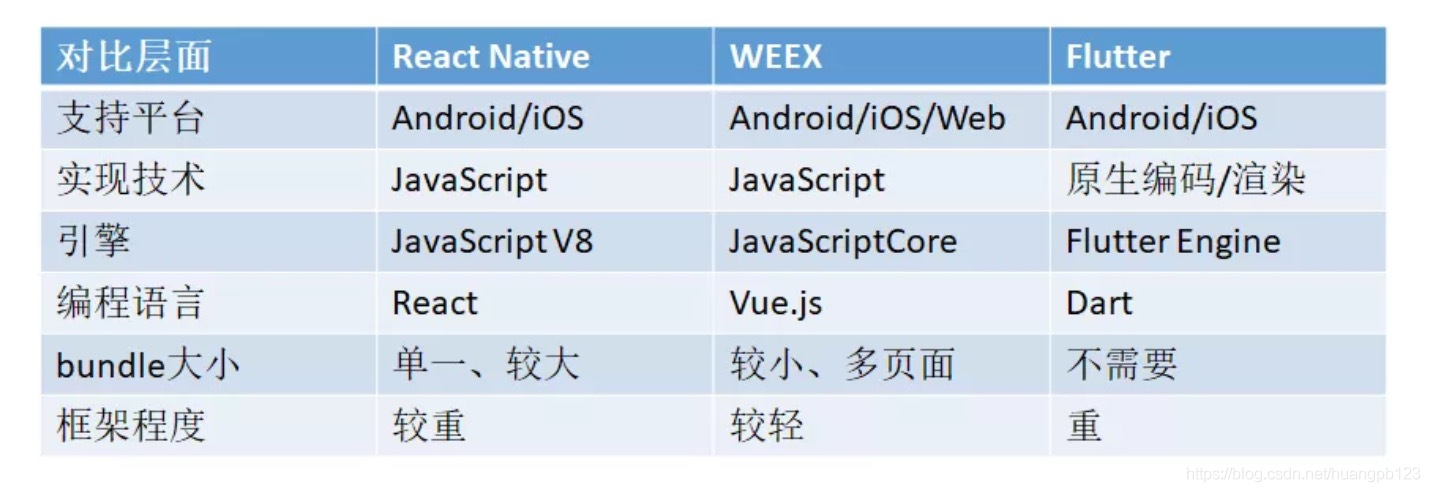 对比层面 React Native WEEX Flutter
支持平台 Android/iOS Android/iOS/Web Android/iOS
实现技术 JavaScript JavaScript 原生编码/渲染
引擎 JavaScript V8 JavaScriptCore Flutter Engine
编程语言 React Vue.js Dart
bundle大小 单一、较大 较小、多页面 不需要
框架程度 较重 较轻 重
https://blog.csdn.net/huangpb123